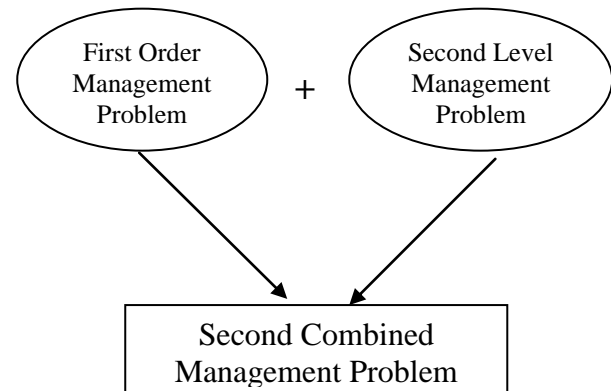 First Order
Management
Problem
+
Second Level
Management
Problem
Second Combined
Management Problem